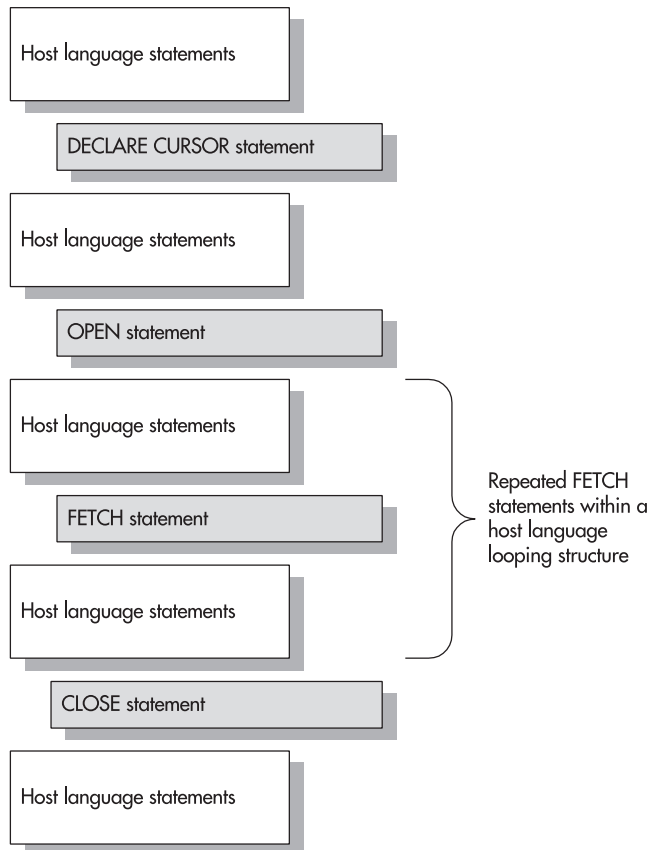 Host language statements
DECLARE CURSOR statement
Host language statements
OPEN statement
Host language statements
FETCH statement
Host language statements
CLOSE statement
Host language statements
Repeated FETCH
statements within a
host language
looping structure